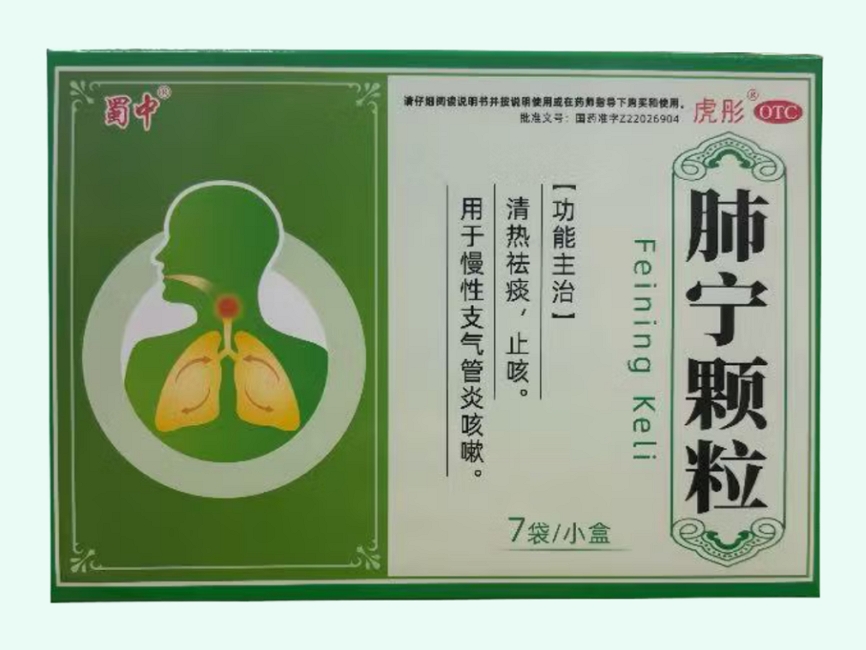 蜀中®
请仔细阅读说明书并按说明使用或在药师指导下购买和使用。
批准文号：国药准字Z22026904
虎彤®
OTC
肺宁颗粒
Feining Keli
【功能主治】
清热祛痰，止咳。
用于慢性支气管炎咳嗽。
7袋/小盒